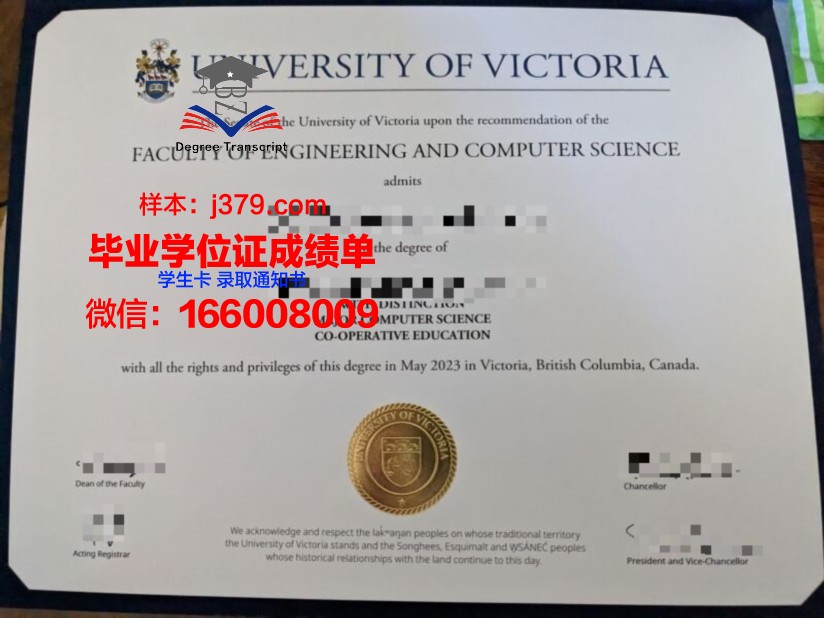 UNIVERSITY OF VICTORIA
the University of Victoria upon the recommendation of the
Degree Transcript
FACULTY OF ENGINEERING AND COMPUTER SCIENCE
admits
样本：j379.com
毕业学位证成绩单
the degree of
学生卡 录取通知书
微信：166008009
WITH DISTINCTION
MAJOR COMPUTER SCIENCE
CO-OPERATIVE EDUCATION
with all the rights and privileges of this degree in May 2023 in Victoria, British Columbia, Canada.
UNIVERSITY OF VICTORIA
Dean of the Faculty
Chancellor
Acting Registrar
President and Vice-Chancellor
We acknowledge and respect the lək̓ʷəŋən peoples on whose traditional territory
the University of Victoria stands and the Songhees, Esquimalt and W̱SÁNEĆ peoples
whose historical relationships with the land continue to this day.